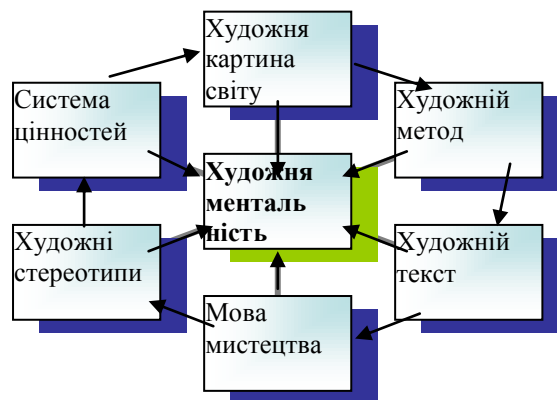 Художня
картина
світу
Система
цінностей
Художній
метод
Художня
менталь
ність
Художні
стереотипи
Художній
текст
Мова
мистецтва